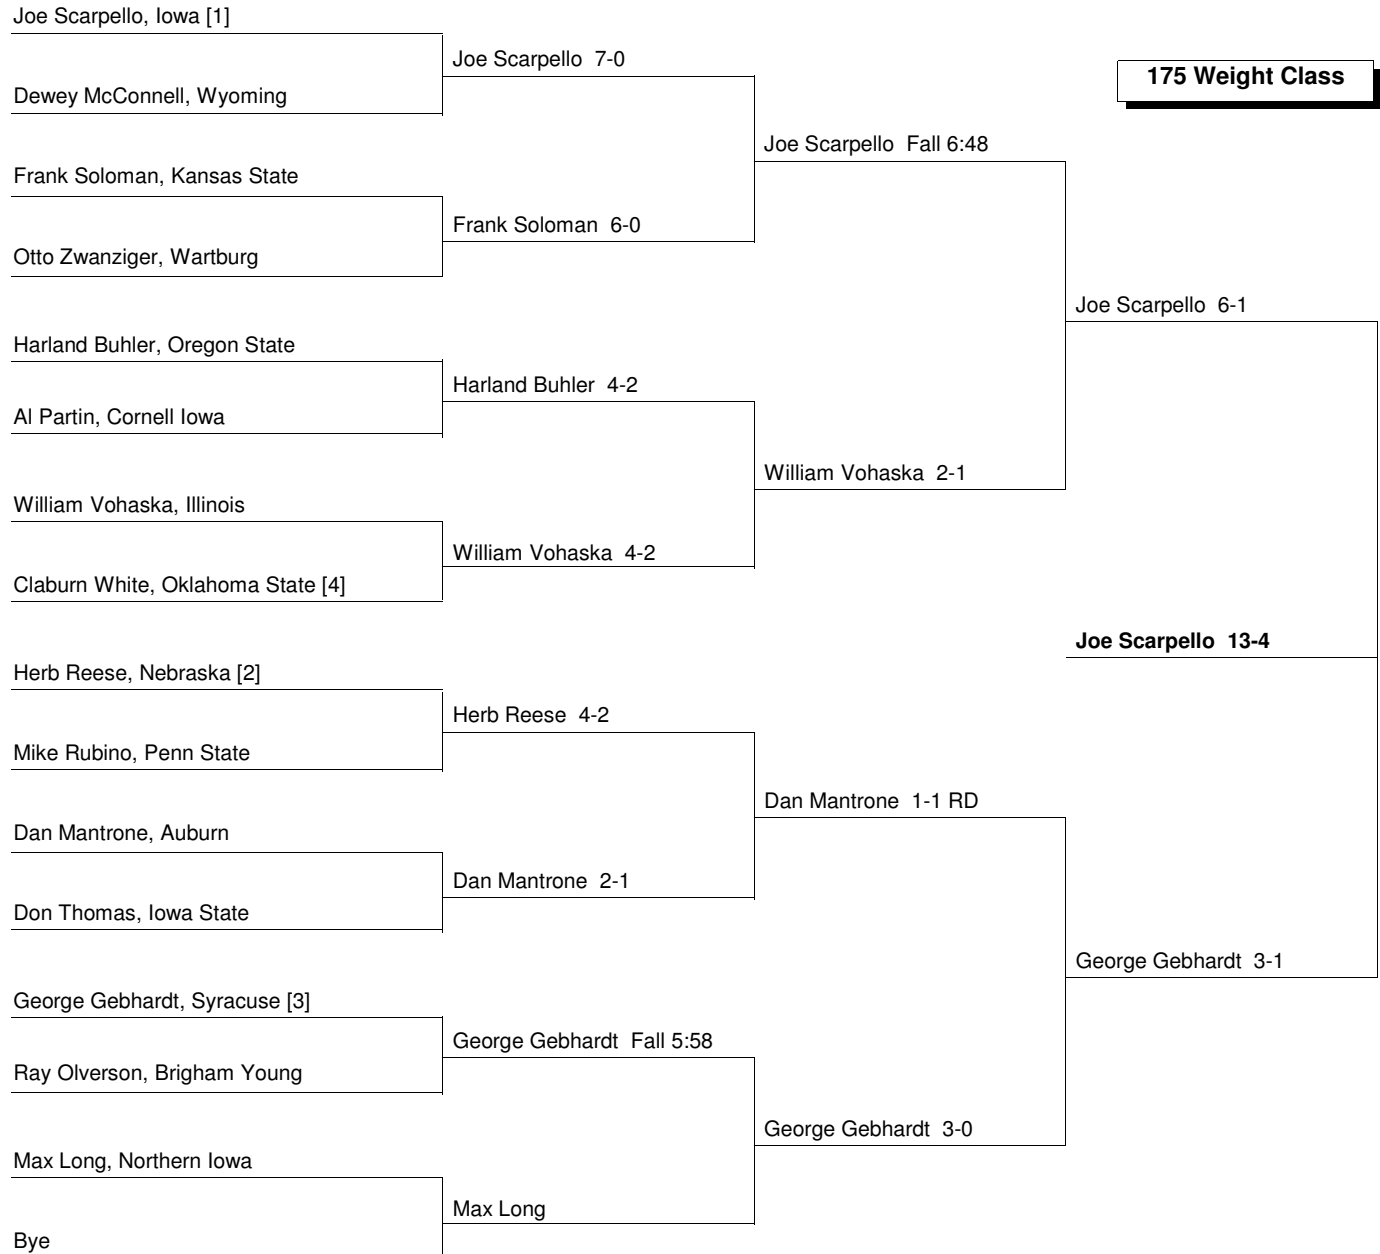 Joe Scarpello, Iowa [1]
Joe Scarpello 7-0
175 Weight Class
Dewey McConnell, Wyoming
Joe Scarpello Fall 6:48
Frank Soloman, Kansas State
Frank Soloman 6-0
Otto Zwanziger, Wartburg
Joe Scarpello 6-1
Harland Buhler, Oregon State
Harland Buhler 4-2
Al Partin, Cornell Iowa
William Vohaska 2-1
William Vohaska, Illinois
William Vohaska 4-2
Claburn White, Oklahoma State [4]
Joe Scarpello 13-4
Herb Reese, Nebraska [2]
Herb Reese 4-2
Mike Rubino, Penn State
Dan Mantrone 1-1 RD
Dan Mantrone, Auburn
Dan Mantrone 2-1
Don Thomas, Iowa State
George Gebhardt 3-1
George Gebhardt, Syracuse [3]
George Gebhardt Fall 5:58
Ray Olverson, Brigham Young
George Gebhardt 3-0
Max Long, Northern Iowa
Max Long
Bye